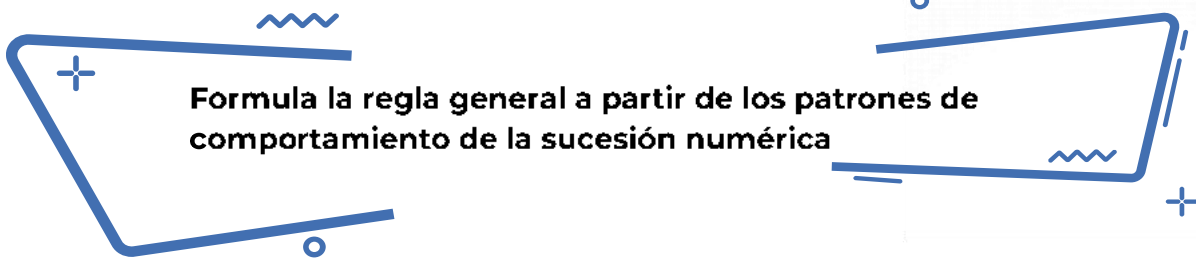 Formula la regla general a partir de los patrones de
comportamiento de la sucesión numérica